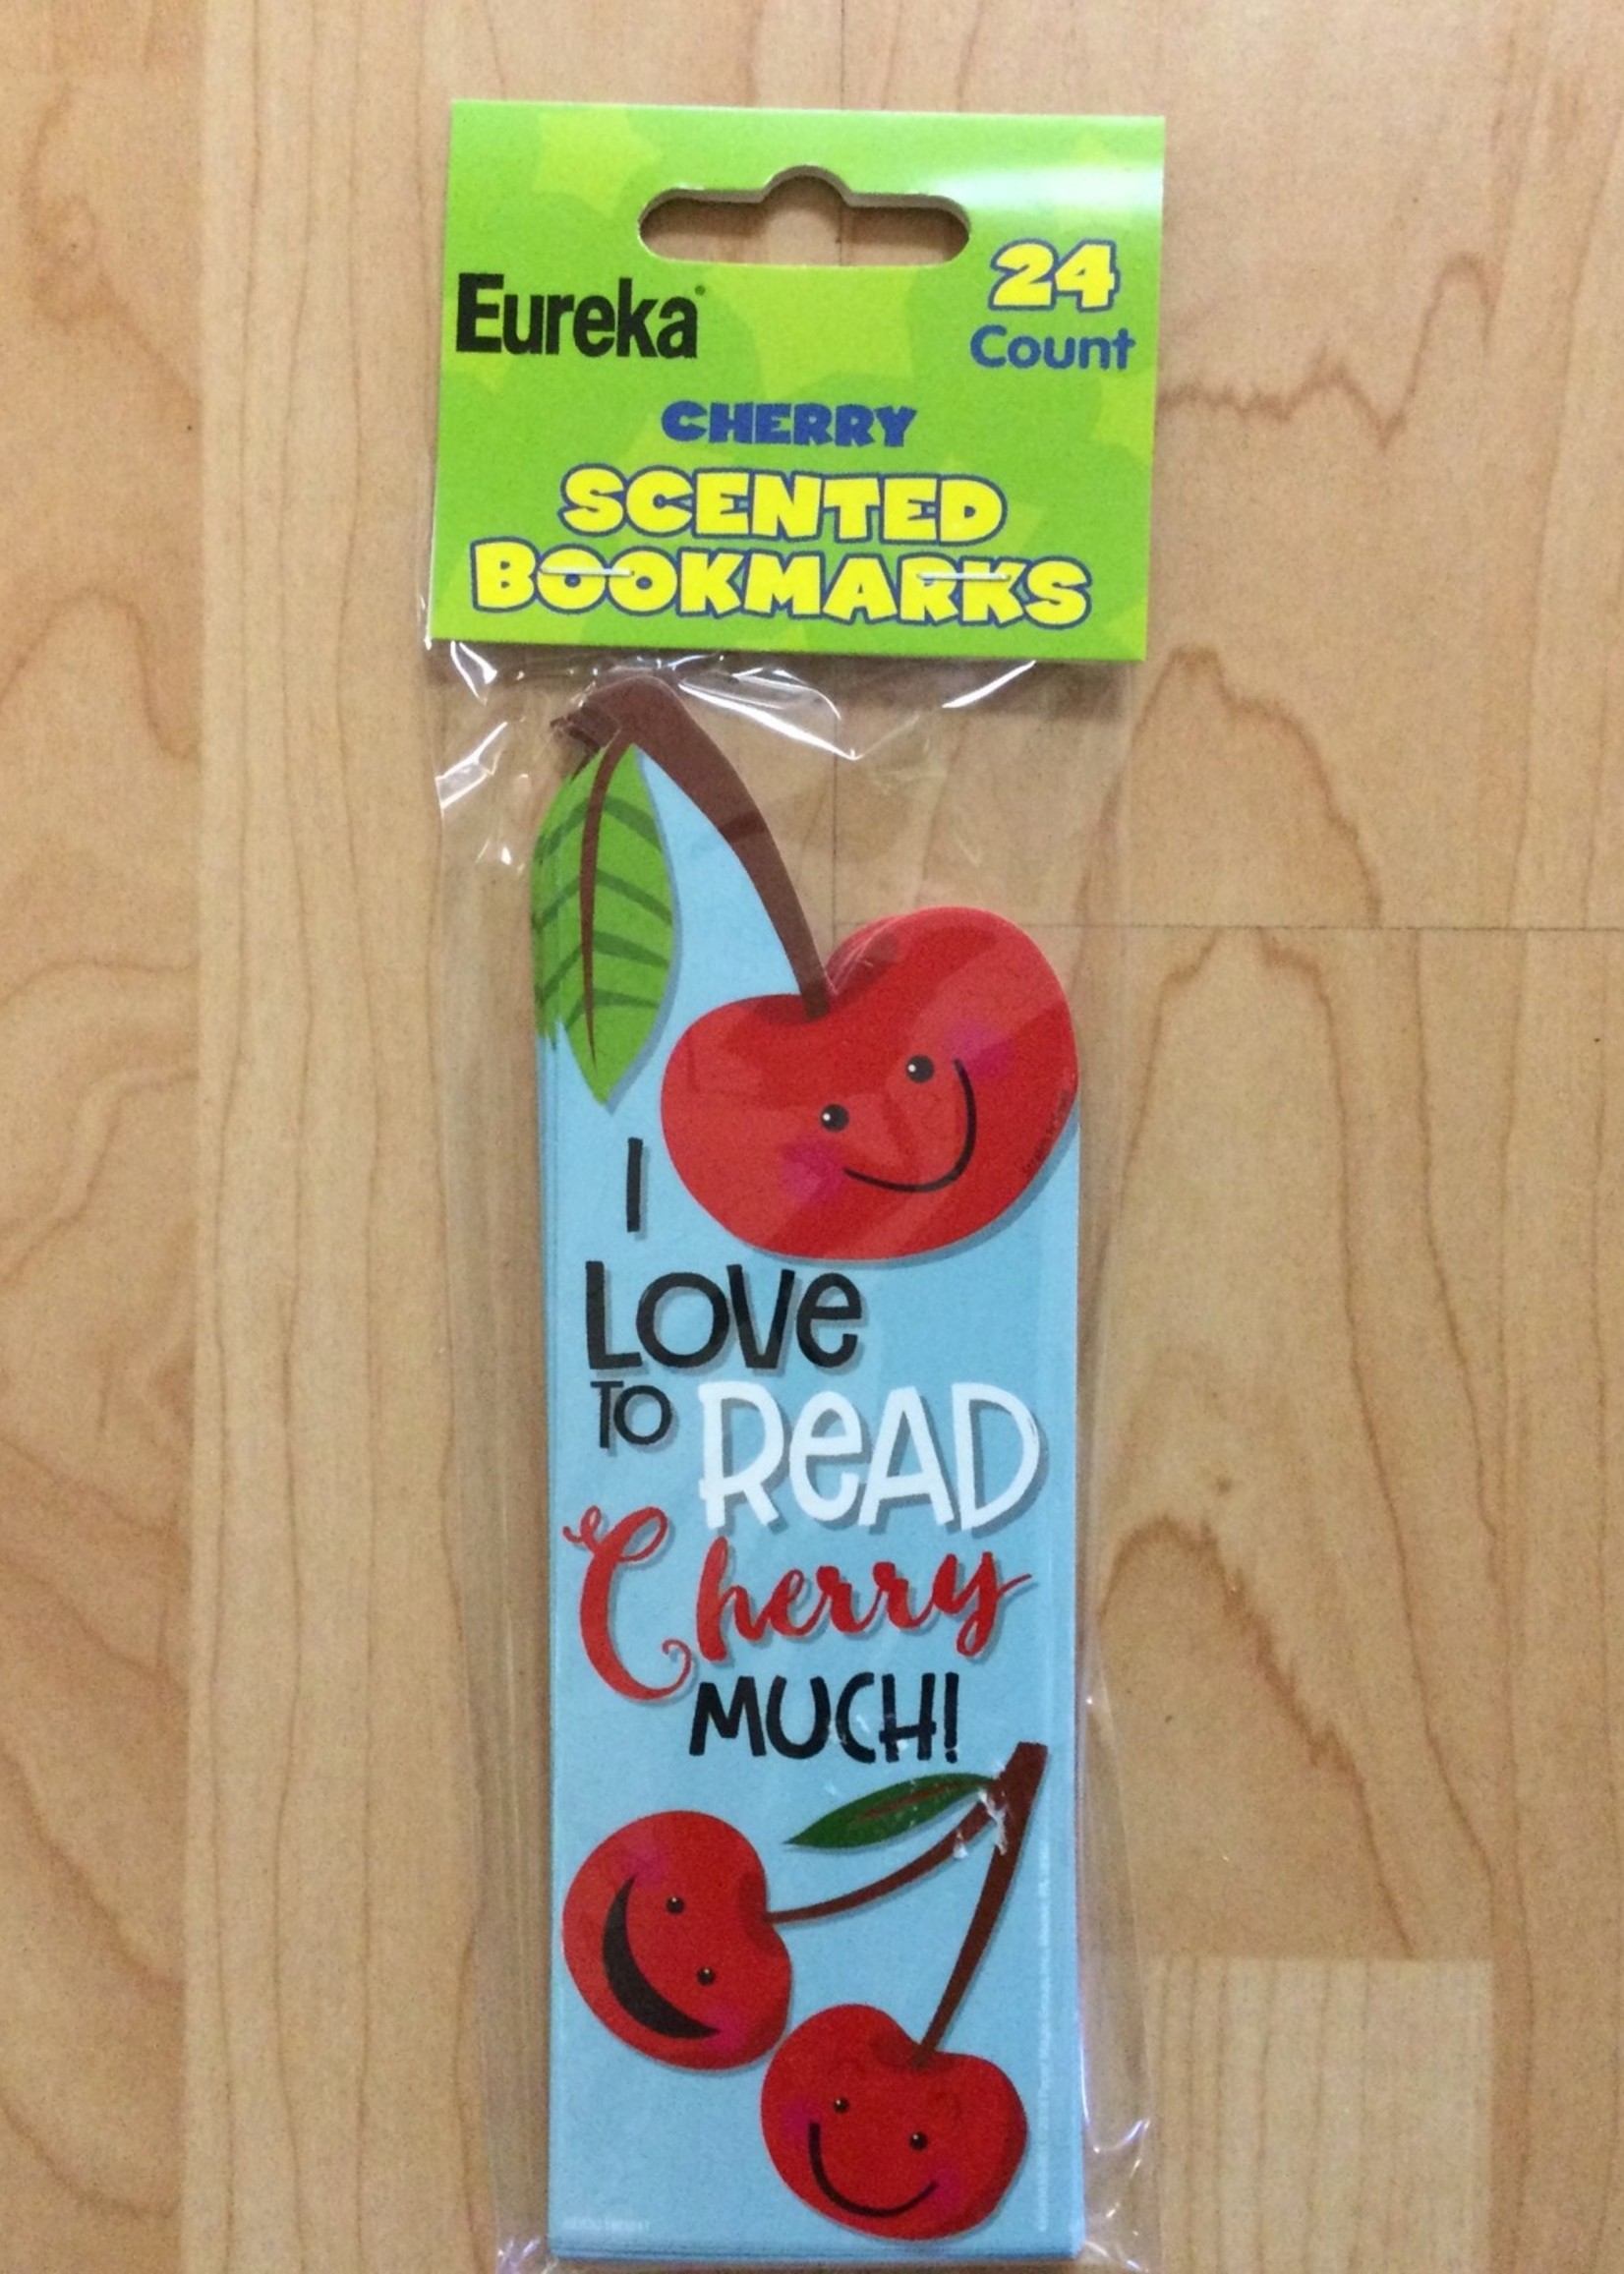 Eureka
24
Count
CHERRY
SCENTED
BOOKMARKS
I
LOVe
TO ReAD
Cherry
MUCH!